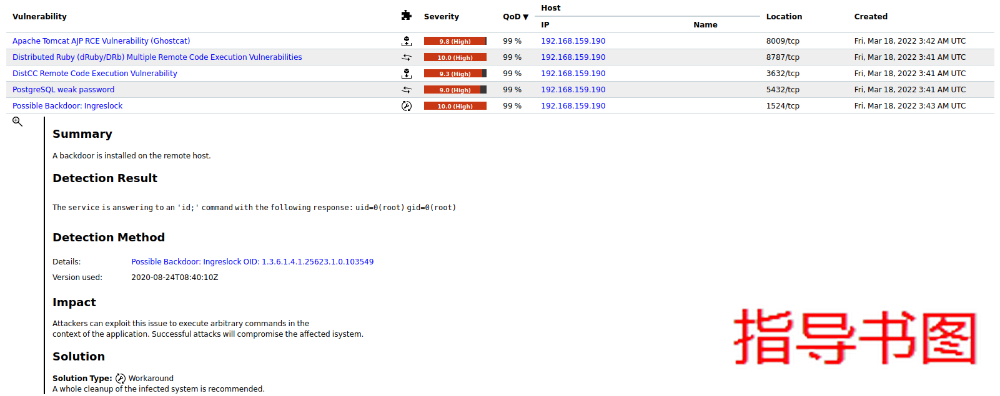 Vulnerability Severity QoD ▼ Host Location Created
IP Name
Apache Tomcat AJP RCE Vulnerability (Ghostcat) 9.8 (High) 99 % 192.168.159.190 8009/tcp Fri, Mar 18, 2022 3:42 AM UTC
Distributed Ruby (dRuby/DRb) Multiple Remote Code Execution Vulnerabilities 10.0 (High) 99 % 192.168.159.190 8787/tcp Fri, Mar 18, 2022 3:41 AM UTC
DistCC Remote Code Execution Vulnerability 9.3 (High) 99 % 192.168.159.190 3632/tcp Fri, Mar 18, 2022 3:41 AM UTC
PostgreSQL weak password 9.0 (High) 99 % 192.168.159.190 5432/tcp Fri, Mar 18, 2022 3:41 AM UTC
Possible Backdoor: Ingreslock 10.0 (High) 99 % 192.168.159.190 1524/tcp Fri, Mar 18, 2022 3:43 AM UTC
Summary
A backdoor is installed on the remote host.
Detection Result
The service is answering to an 'id;' command with the following response: uid=0(root) gid=0(root)
Detection Method
Details: Possible Backdoor: Ingreslock OID: 1.3.6.1.4.1.25623.1.0.103549
Version used: 2020-08-24T08:40:10Z
Impact
Attackers can exploit this issue to execute arbitrary commands in the
context of the application. Successful attacks will compromise the affected isystem.
Solution
Solution Type: Workaround
A whole cleanup of the infected system is recommended.
指导书图